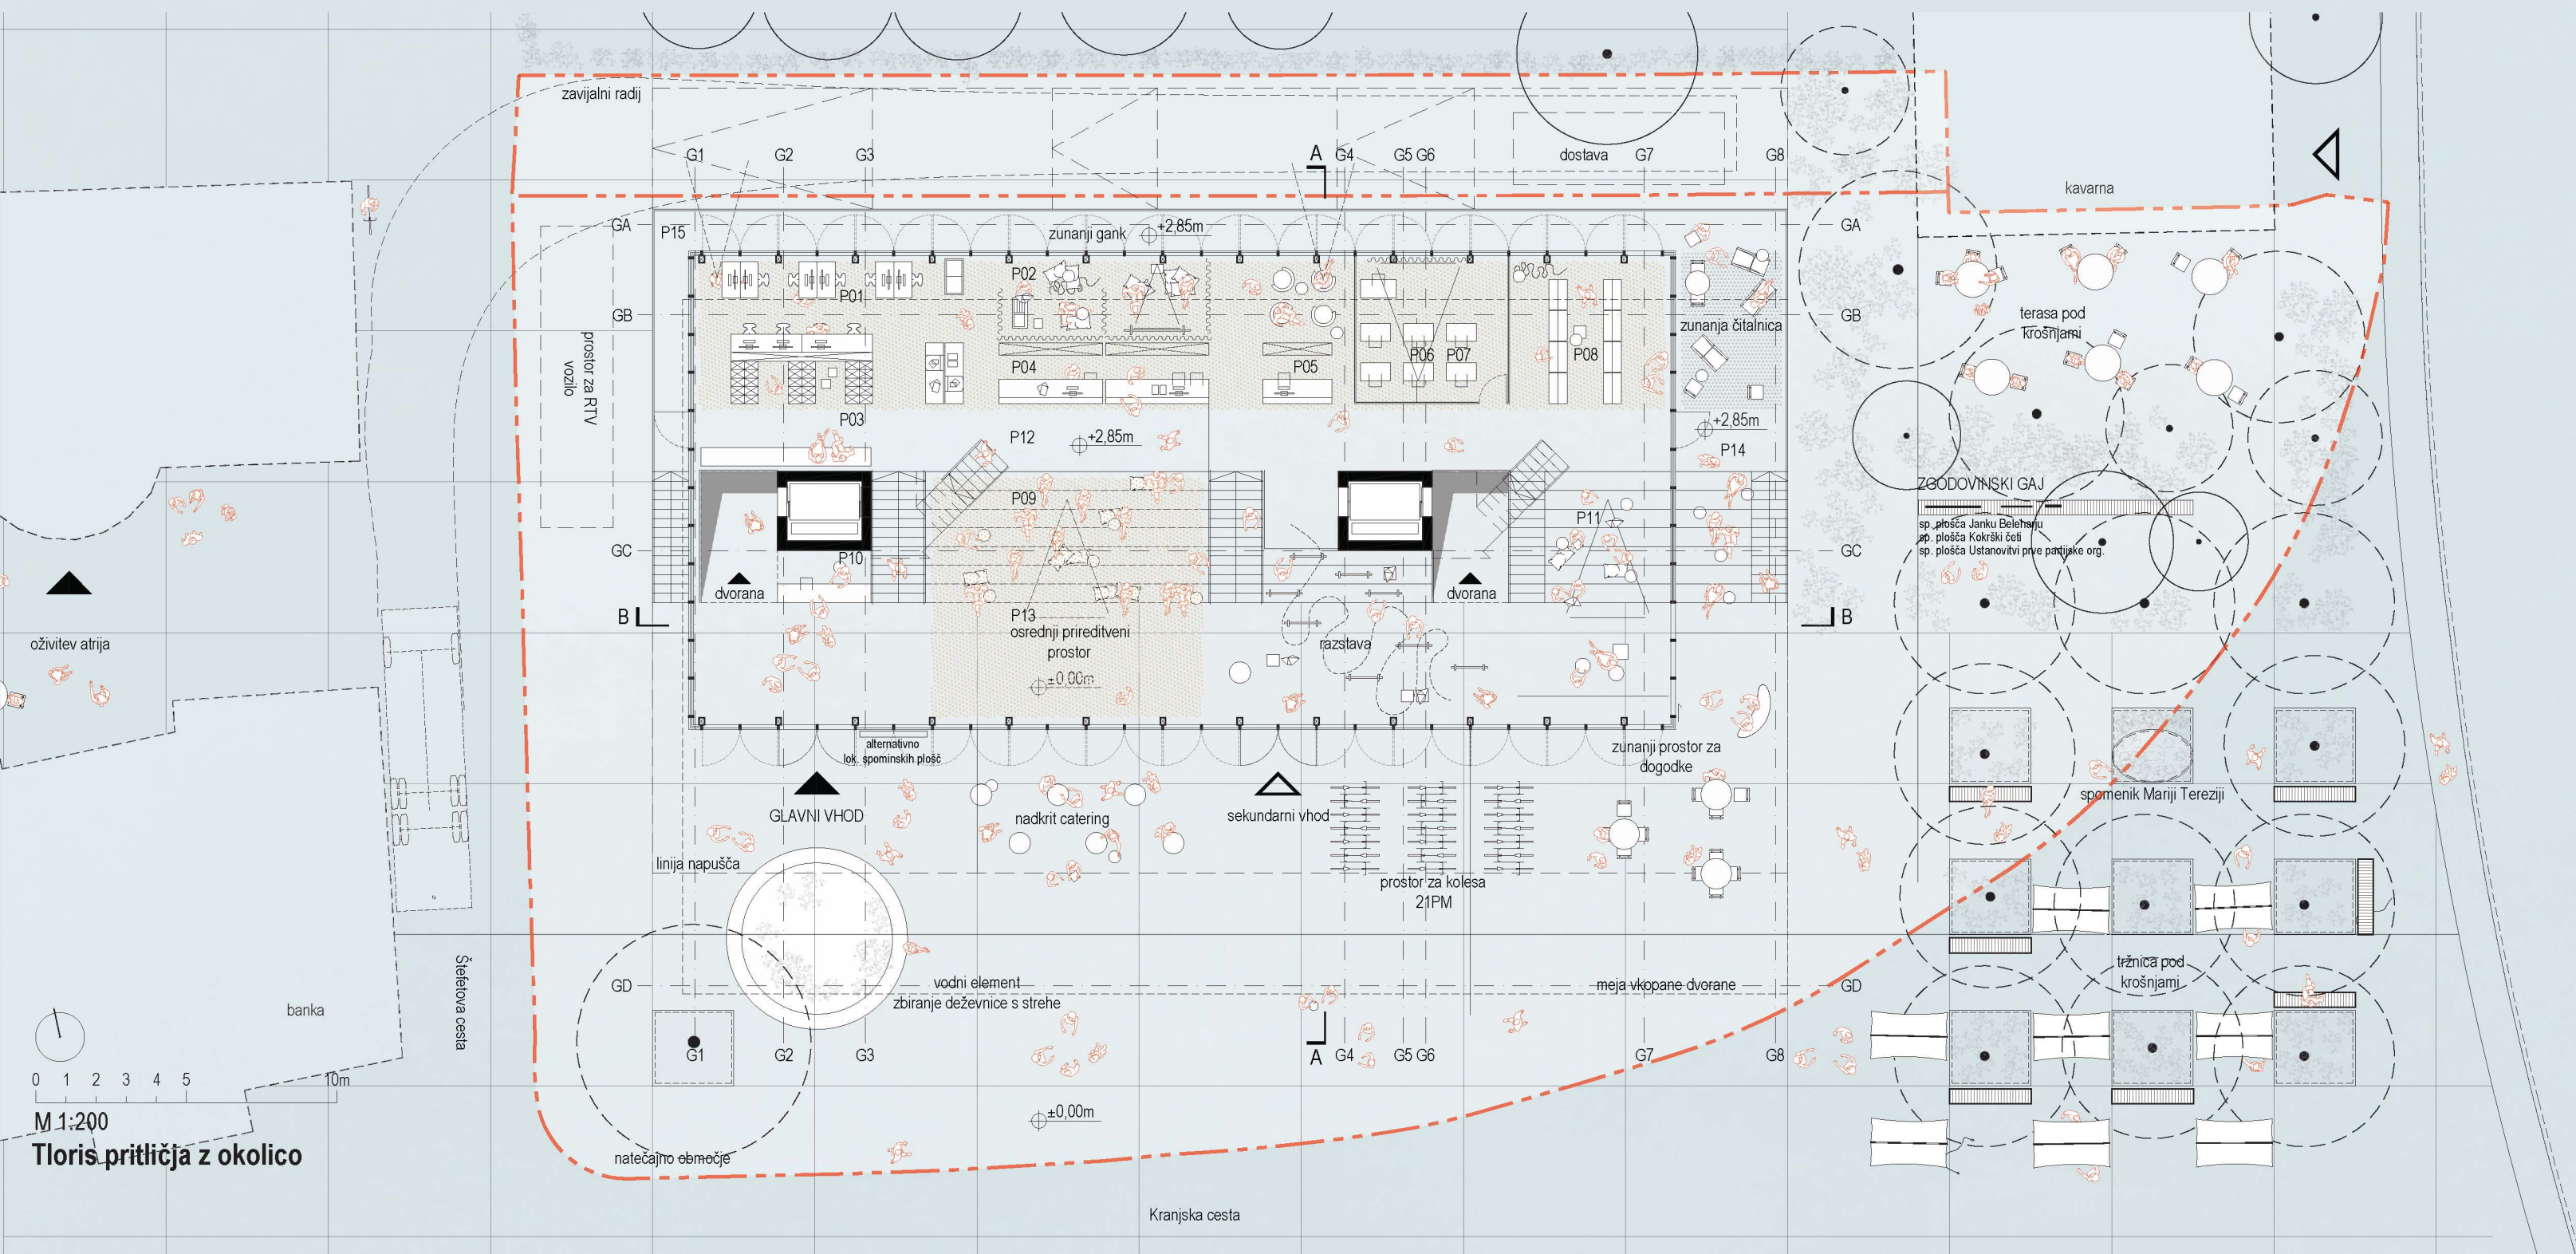 zavijalni radij
G1 G2 G3 A G4 G5 G6 dostava G7 G8
kavarna
GA P15 zunanji gank +2,85m GA
P02
P01
GB zunanja čitalnica GB
terasa pod
krošnjami
prostor za RTV
vozilo
P04 P05 P06 P07 P08
P03 P12 +2,85m +2,85m
P14
P09 ZGODOVINSKI GAJ
P11
sp. plošča Janku Beleharju
sp. plošča Kokrški četi
sp. plošča Ustanovitvi prve partijske org.
GC P10 GC
dvorana dvorana
B P13 B
osrednji prireditveni
prostor
razstava
oživitev atrija
±0,00m
alternativno
lok. spominskih plošč
zunanji prostor za
dogodke
GLAVNI VHOD
nadkrit catering
sekundarni vhod
spomenik Mariji Tereziji
linija napušča
prostor za kolesa
21PM
tržnica pod
krošnjami
GD vodni element meja vkopane dvorane GD
zbiranje deževnice s strehe
Štefetova cesta
banka
G1 G2 G3 A G4 G5 G6 G7 G8
0 1 2 3 4 5 10m
±0,00m
M 1:200
Tloris pritličja z okolico
natečajno območje
Kranjska cesta